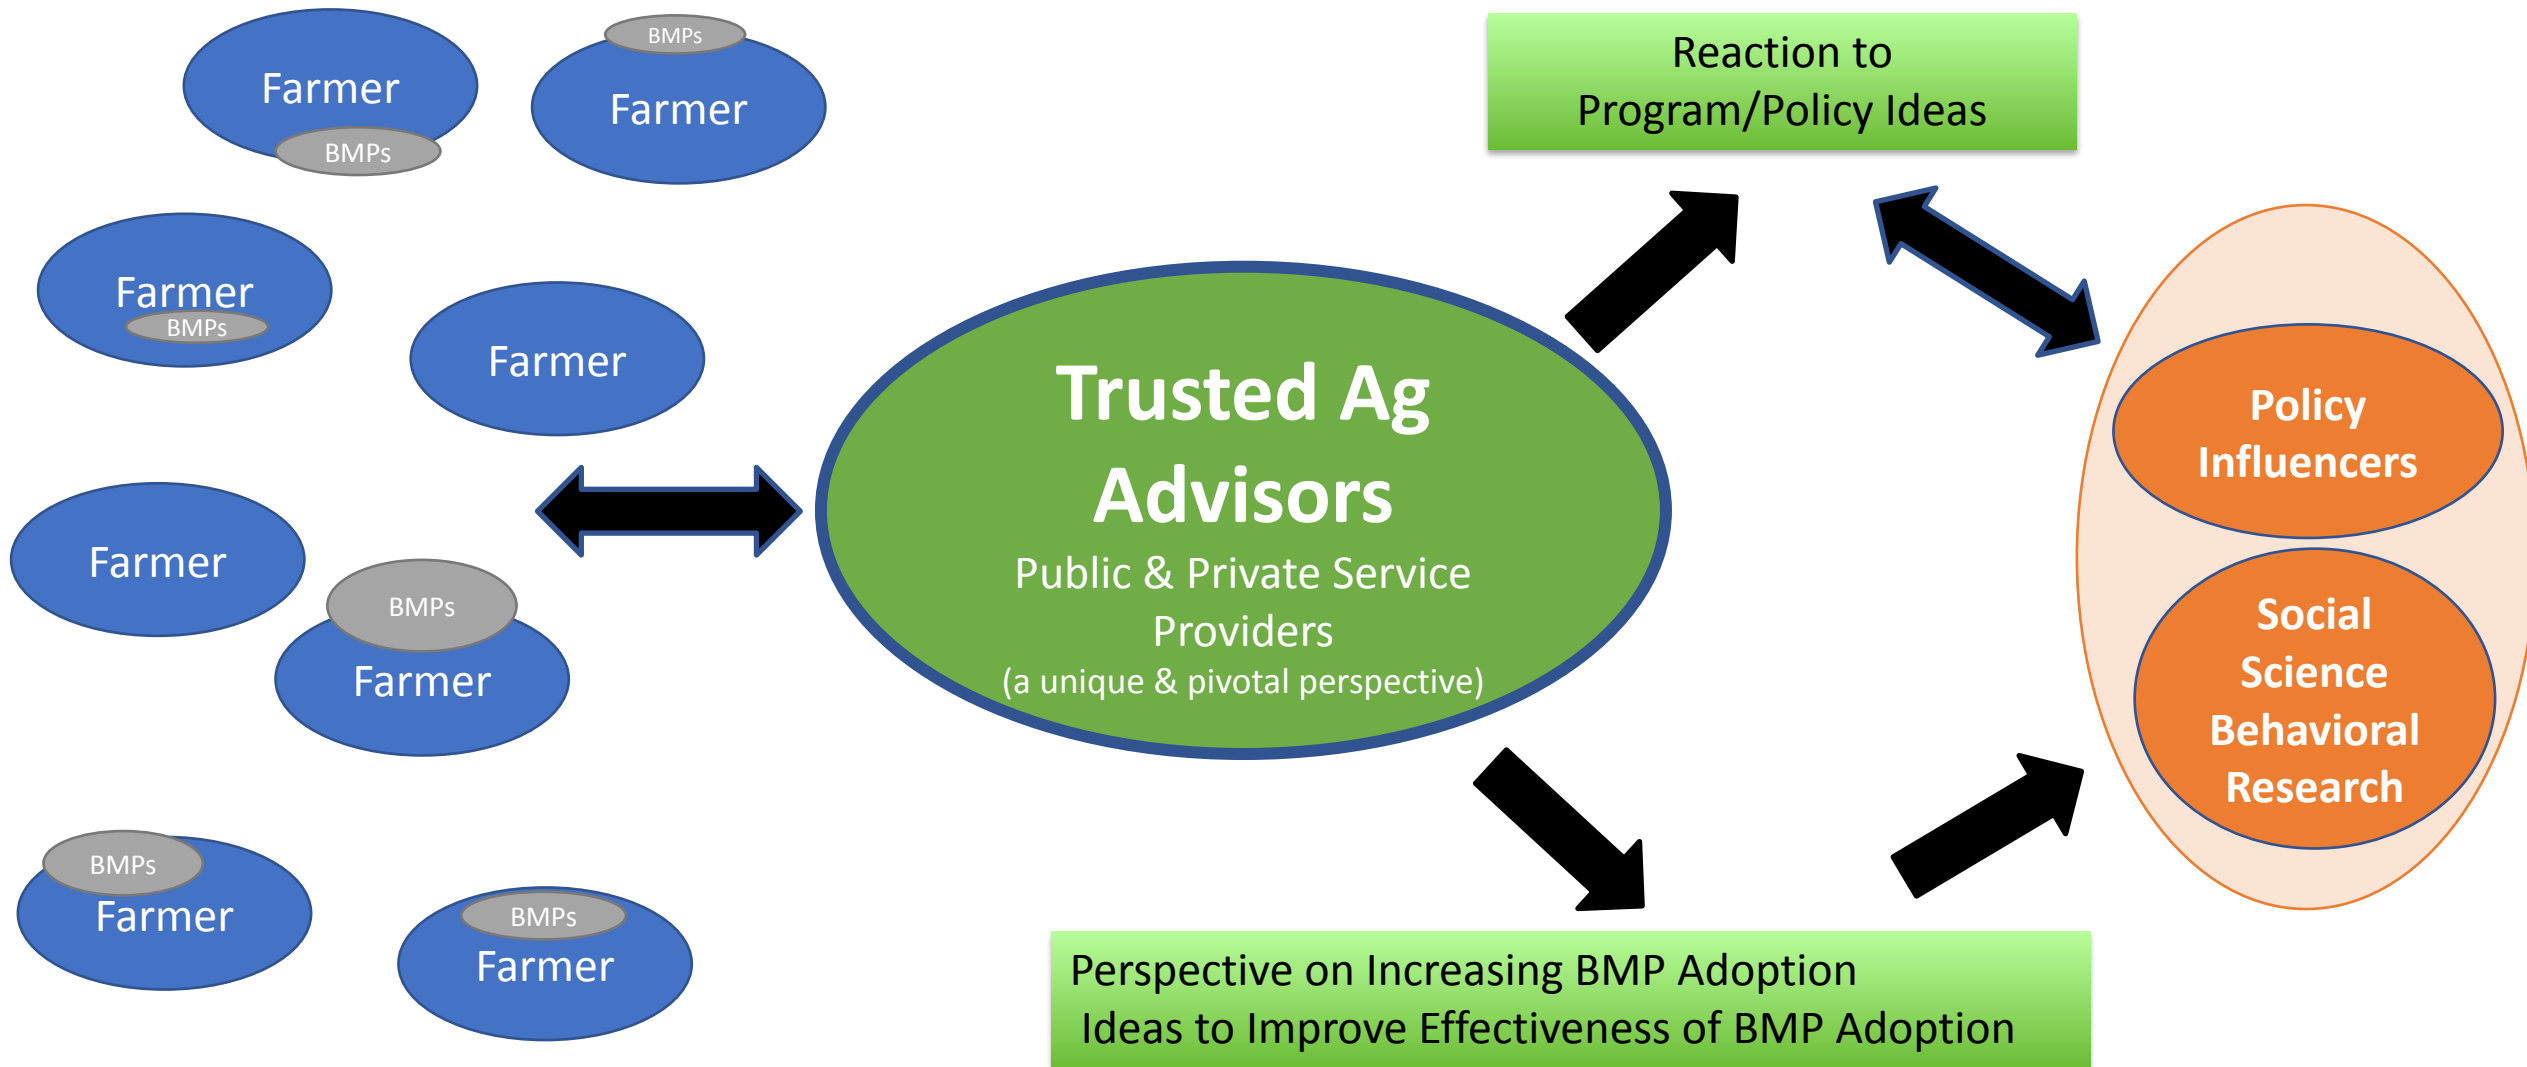 Farmer
BMPs
BMPs
Farmer
Farmer
BMPs
Farmer
Farmer
BMPs
Farmer
BMPs
Farmer
BMPs
Farmer
Trusted Ag
Advisors
Public & Private Service
Providers
(a unique & pivotal perspective)
Reaction to
Program/Policy Ideas
Policy
Influencers
Social
Science
Behavioral
Research
Perspective on Increasing BMP Adoption
Ideas to Improve Effectiveness of BMP Adoption